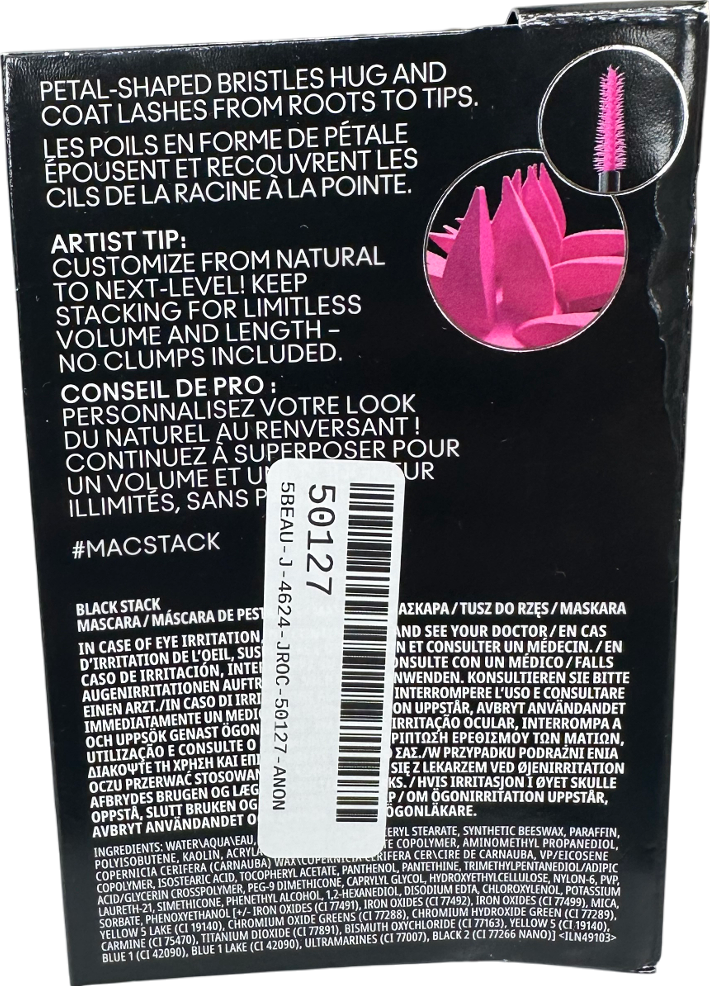 PETAL-SHAPED BRISTLES HUG AND
COAT LASHES FROM ROOTS TO TIPS.
LES POILS EN FORME DE PÉTALE
ÉPOUSENT ET RECOUVRENT LES
CILS DE LA RACINE À LA POINTE.
ARTIST TIP:
CUSTOMIZE FROM NATURAL
TO NEXT-LEVEL! KEEP
STACKING FOR LIMITLESS
VOLUME AND LENGTH –
NO CLUMPS INCLUDED.
CONSEIL DE PRO :
PERSONNALISEZ VOTRE LOOK
DU NATUREL AU RENVERSANT !
CONTINUEZ À SUPERPOSER POUR
UN VOLUME ET
ILLIMITÉS, SANS
#MACSTACK
50127
5BEAU-J-4624-JROC-50127-ANON
BLACK STACK
MASCARA / MÁSCARA DE ΜΑΣΚΑΡΑ / TUSZ DO RZĘS / MASKARA
IN CASE OF EYE IRRITATION, AND SEE YOUR DOCTOR / EN CAS
D'IRRITATION DE L'OEIL, ET CONSULTER UN MÉDECIN. / EN
CASO DE IRRITACIÓN, CON UN MÉDICO / FALLS
AUGENIRRITATIONEN KONSULTIEREN SIE BITTE
EINEN ARZT./IN CASO DI INTERROMPERE L'USO E CONSULTARE
IMMEDIATAMENTE UN UPPSTÅR, AVBRYT ANVÄNDANDET
OCH UPPSÖK GENAST IRRITAÇÃO OCULAR, INTERROMPA A
UTILIZAÇÃO E CONSULTE O ΕΡΕΘΙΣΜΟΥ ΤΩΝ ΜΑΤΙΩΝ,
ΔΙΑΚΟΨΤΕ ΤΗ ΧΡΗΣΗ ΚΑΙ ΣΑΣ./W PRZYPADKU PODRAŻNI ENIA
OCZU PRZERWAĆ SIĘ Z LEKARZEM VED ØJENIRRITATION
AFBRYDES BRUGEN OG / HVIS IRRITASJON I ØYET SKULLE
OPPSTÅ, SLUTT BRUKEN OG / OM ÖGONIRRITATION UPPSTÅR,
AVBRYT ANVÄNDANDET ÖGONLÄKARE.
INGREDIENTS: WATER\AQUA\EAU, STEARATE, SYNTHETIC BEESWAX, PARAFFIN,
POLYISOBUTENE, KAOLIN, COPOLYMER, AMINOMETHYL PROPANEDIOL,
COPERNICIA CERIFERA (CARNAUBA) WAX\COPERNICIA CERIFERA CER\CIRE DE CARNAUBA, VP/EICOSENE
COPOLYMER, ISOSTEARIC ACID, TOCOPHERYL ACETATE, PANTHENOL, PANTETHINE, TRIMETHYLPENTANEDIOL/ADIPIC
ACID/GLYCERIN CROSSPOLYMER, PEG-9 DIMETHICONE, CAPRYLYL GLYCOL, HYDROXYETHYLCELLULOSE, NYLON-6, PVP,
LAURETH-21, SIMETHICONE, PHENETHYL ALCOHOL, 1,2-HEXANEDIOL, DISODIUM EDTA, CHLOROXYLENOL, POTASSIUM
SORBATE, PHENOXYETHANOL [+/- IRON OXIDES (CI 77491), IRON OXIDES (CI 77492), IRON OXIDES (CI 77499), MICA,
YELLOW 5 LAKE (CI 19140), CHROMIUM OXIDE GREENS (CI 77288), CHROMIUM HYDROXIDE GREEN (CI 77289),
CARMINE (CI 75470), TITANIUM DIOXIDE (CI 77891), BISMUTH OXYCHLORIDE (CI 77163), YELLOW 5 (CI 19140),
BLUE 1 (CI 42090), BLUE 1 LAKE (CI 42090), ULTRAMARINES (CI 77007), BLACK 2 (CI 77266 NANO)] <ILN49103>